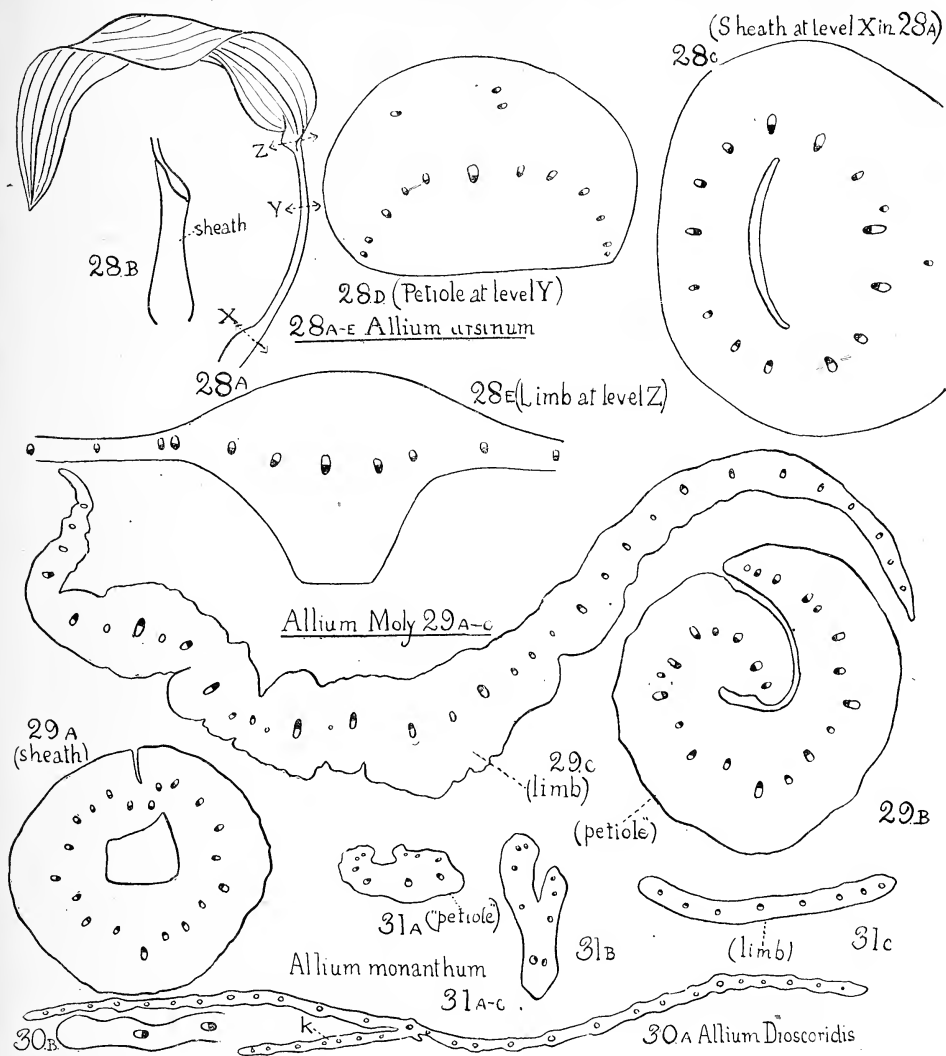 (Sheath at level X in 28A)
28C
Z
Y
sheath
28B
28D (Petiole at level Y)
X
28A-E Allium ursinum
28A
28E (Limb at level Z)
Allium Moly 29A-C
29A
(sheath)
29C
(limb)
(petiole")
29B
31A ("petiole")
31B
(limb)
31C
Allium monanthum
31A-C
k
30B
30A Allium Dioscoridis